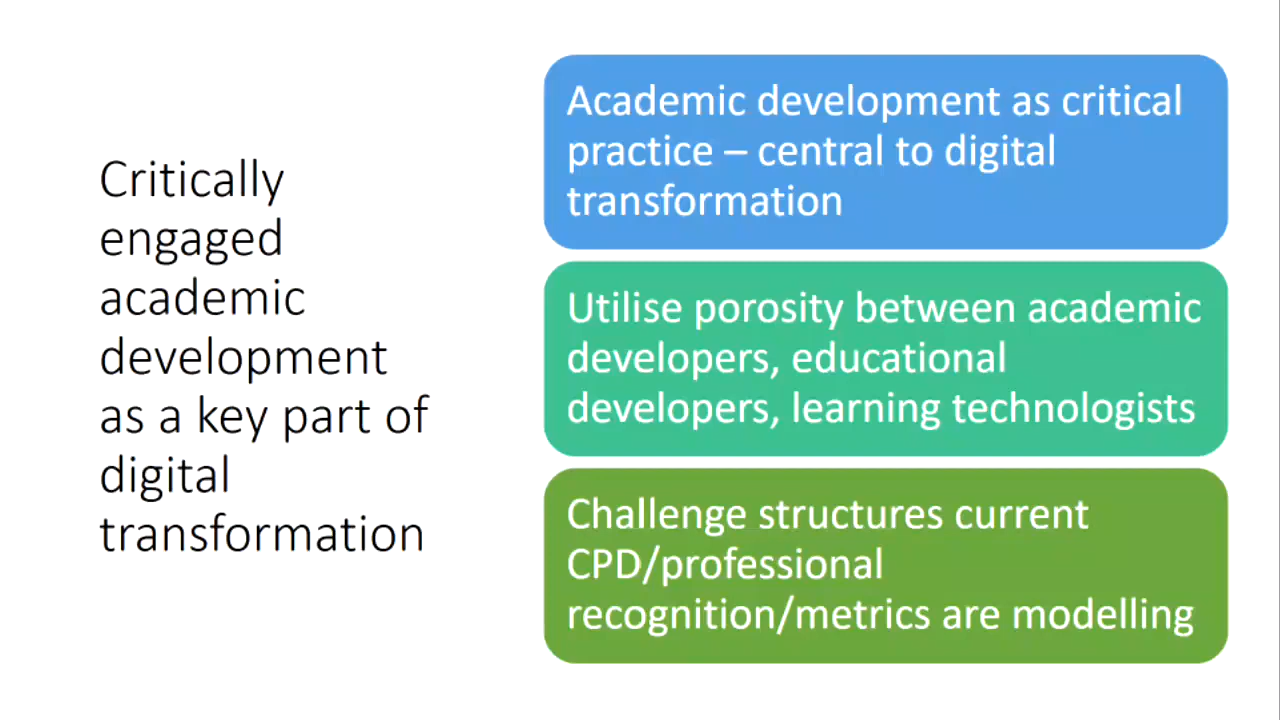 Critically
engaged
academic
development
as a key part of
digital
transformation
Academic development as critical
practice – central to digital
transformation
Utilise porosity between academic
developers, educational
developers, learning technologists
Challenge structures current
CPD/professional
recognition/metrics are modelling